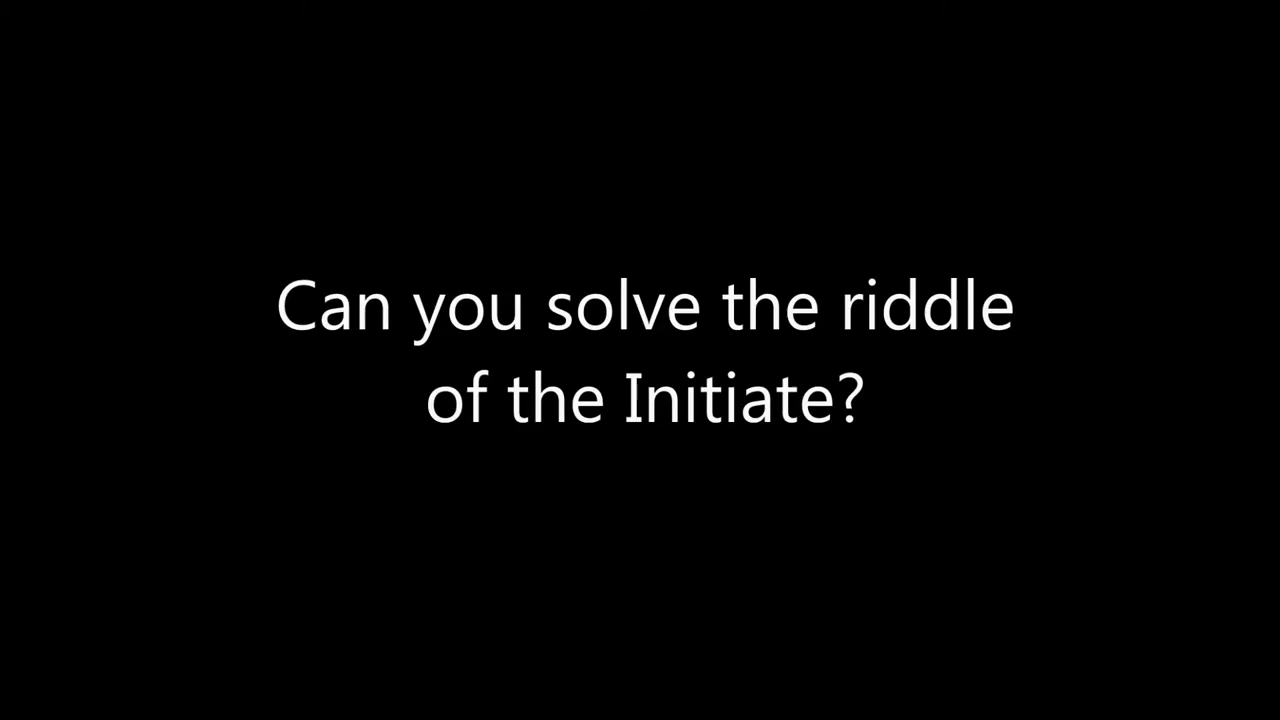 Can you solve the riddle
of the Initiate?